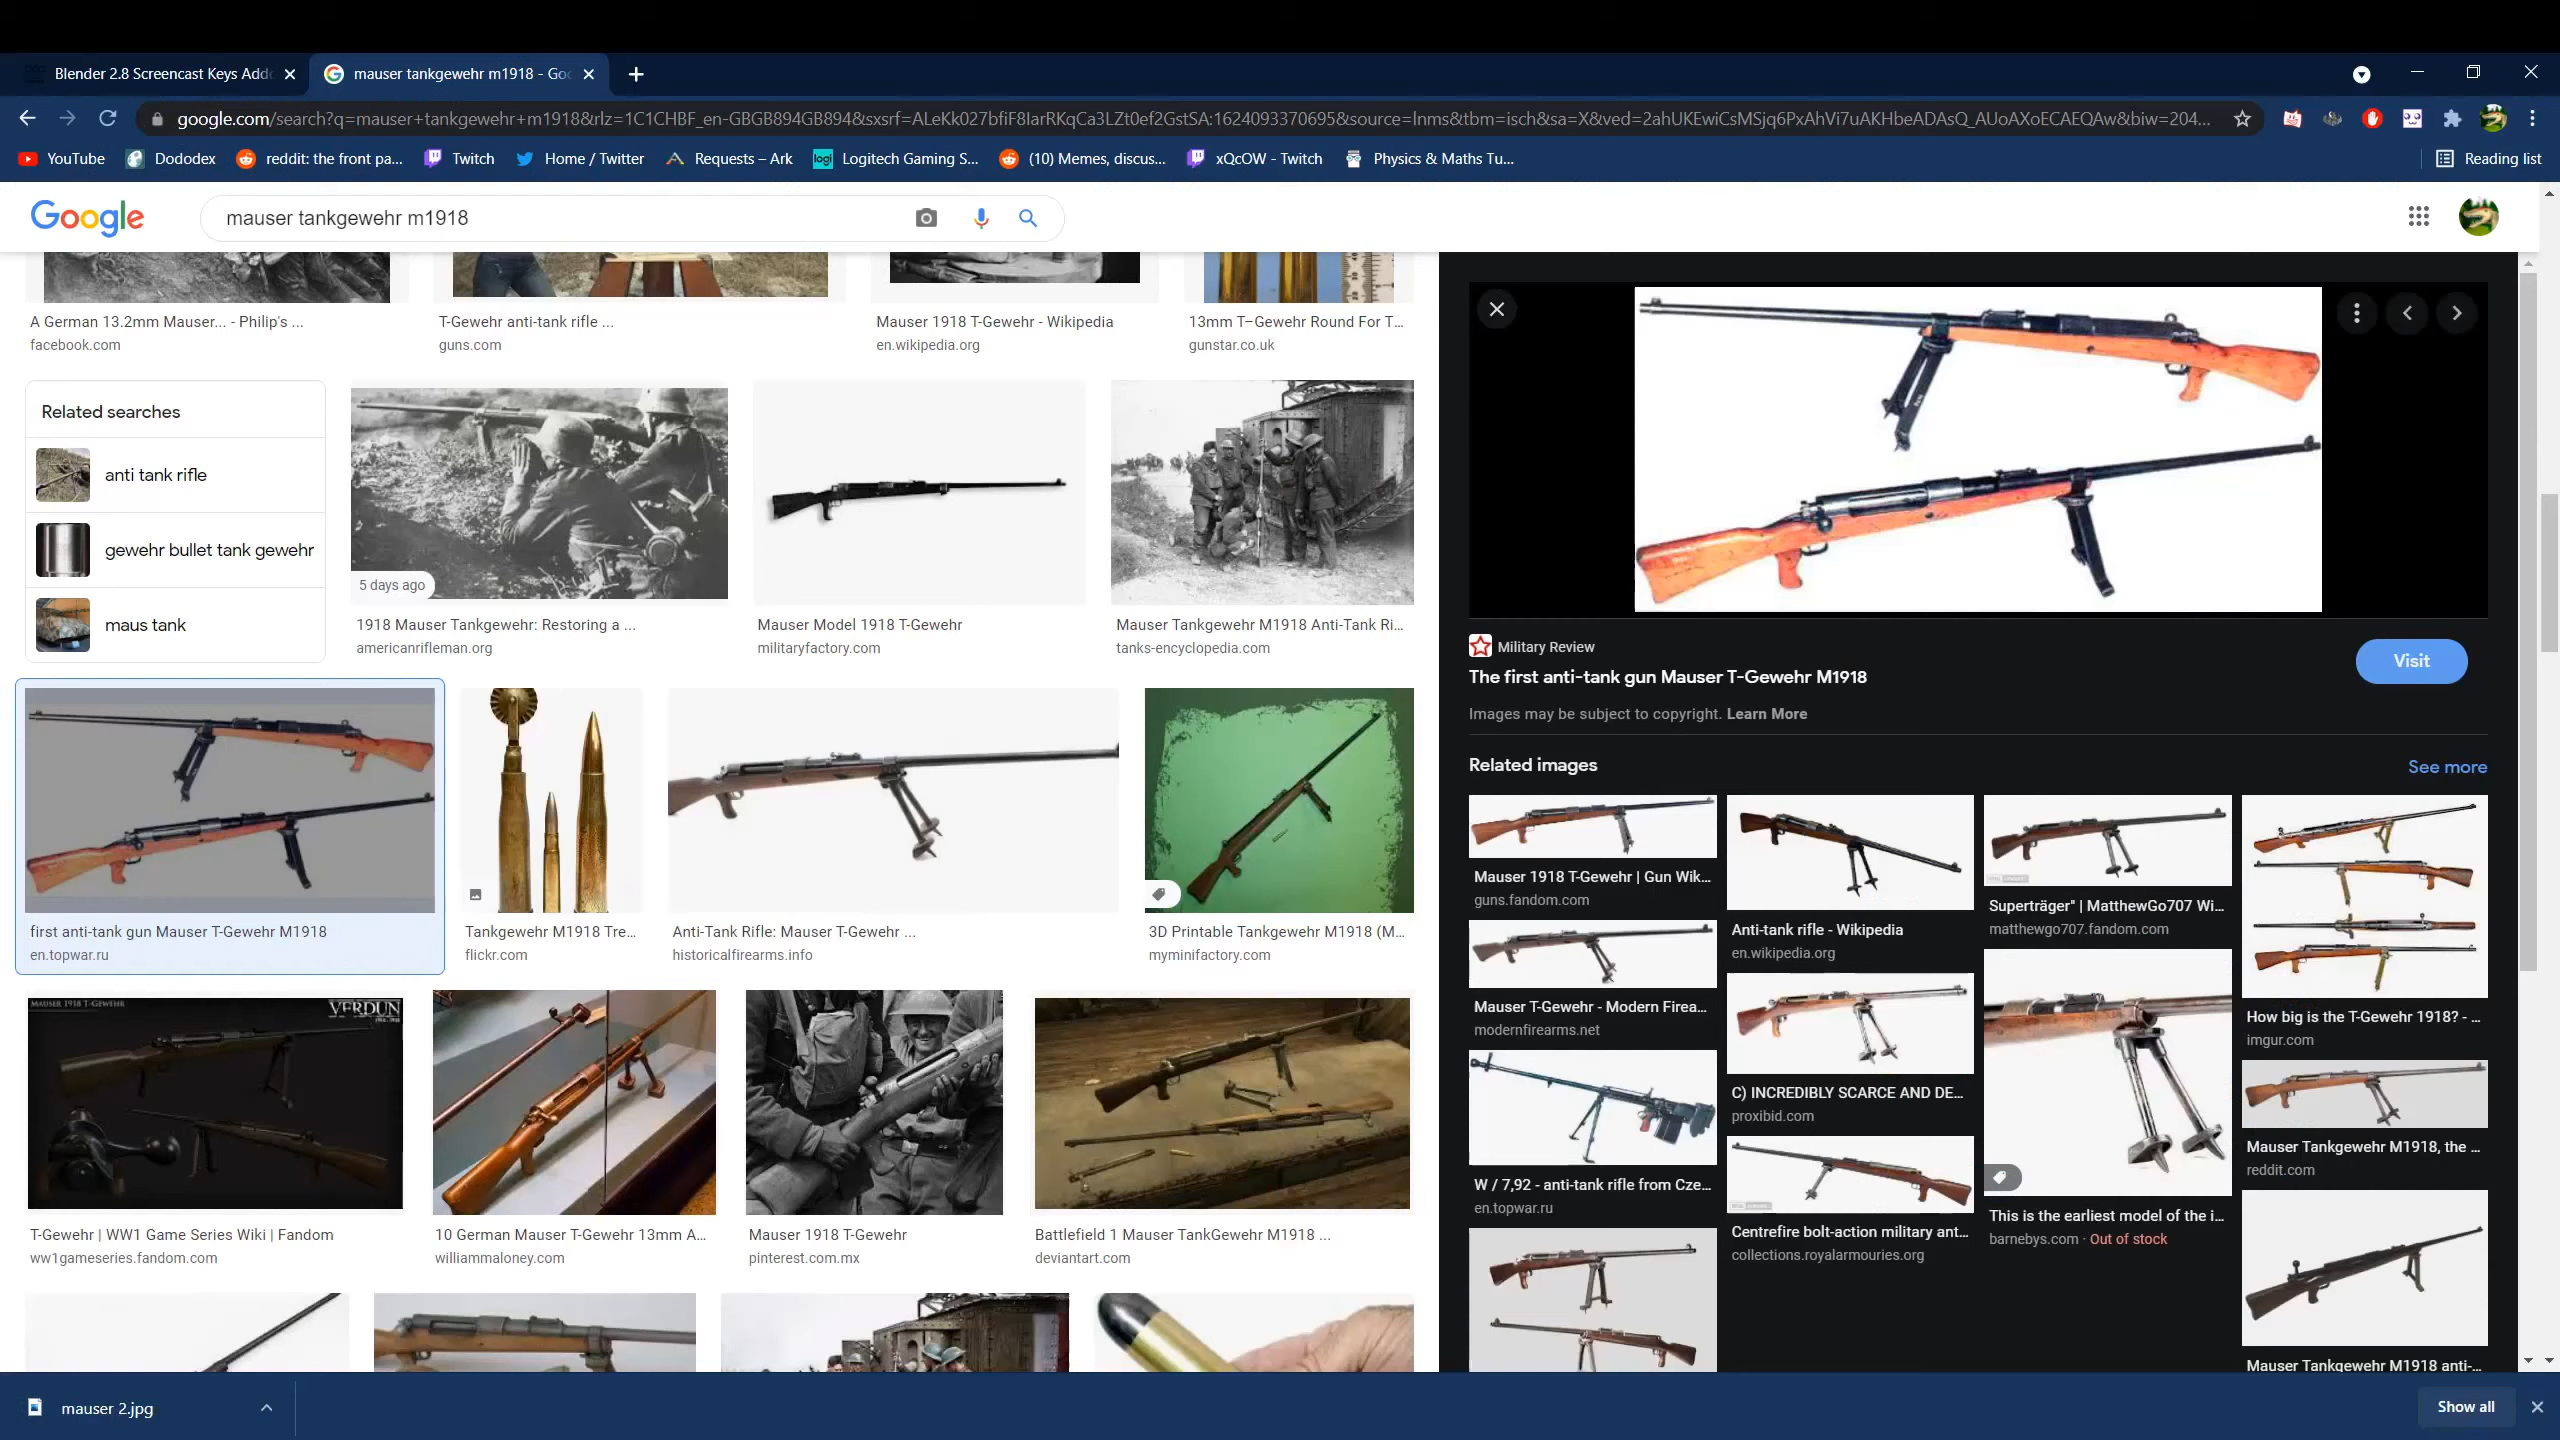 Blender 2.8 Screencast Keys Addo
mauser tankgewehr m1918 - Goo
google.com/search?q=mauser+tankgewehr+m1918&rlz=1C1CHBF_en-GBGB894GB894&sxsrf=ALeKk027bfiF8IarRKqCa3LZt0ef2GstSA:1624093370695&source=lnms&tbm=isch&sa=X&ved=2ahUKEwiCsMSjq6PxAhVi7uAKHbeADAsQ_AUoAXoECAEQAw&biw=204...
YouTube
Dododex
reddit: the front pa...
Twitch
Home / Twitter
Requests – Ark
Logitech Gaming S...
(10) Memes, discus...
xQcOW - Twitch
Physics & Maths Tu...
Reading list
Google
mauser tankgewehr m1918
A German 13.2mm Mauser... - Philip's ...
facebook.com
T-Gewehr anti-tank rifle ...
guns.com
Mauser 1918 T-Gewehr - Wikipedia
en.wikipedia.org
13mm T–Gewehr Round For T...
gunstar.co.uk
Related searches
anti tank rifle
gewehr bullet tank gewehr
maus tank
5 days ago
1918 Mauser Tankgewehr: Restoring a ...
americanrifleman.org
Mauser Model 1918 T-Gewehr
militaryfactory.com
Mauser Tankgewehr M1918 Anti-Tank Ri...
tanks-encyclopedia.com
first anti-tank gun Mauser T-Gewehr M1918
en.topwar.ru
Tankgewehr M1918 Tre...
flickr.com
Anti-Tank Rifle: Mauser T-Gewehr ...
historicalfirearms.info
3D Printable Tankgewehr M1918 (M...
myminifactory.com
MAUSER 1918 T-GEWEHR
VERDUN
T-Gewehr | WW1 Game Series Wiki | Fandom
ww1gameseries.fandom.com
10 German Mauser T-Gewehr 13mm A...
williammaloney.com
Mauser 1918 T-Gewehr
pinterest.com.mx
Battlefield 1 Mauser TankGewehr M1918 ...
deviantart.com
Military Review
The first anti-tank gun Mauser T-Gewehr M1918
Visit
Images may be subject to copyright. Learn More
Related images
See more
Mauser 1918 T-Gewehr | Gun Wik...
guns.fandom.com
Mauser T-Gewehr - Modern Firea...
modernfirearms.net
W / 7,92 - anti-tank rifle from Cze...
en.topwar.ru
Anti-tank rifle - Wikipedia
en.wikipedia.org
C) INCREDIBLY SCARCE AND DE...
proxibid.com
Centrefire bolt-action military ant...
collections.royalarmouries.org
Superträger" | MatthewGo707 Wi...
matthewgo707.fandom.com
This is the earliest model of the i...
barnebys.com · Out of stock
How big is the T-Gewehr 1918? - ...
imgur.com
Mauser Tankgewehr M1918, the ...
reddit.com
Mauser Tankgewehr M1918 anti-...
mauser 2.jpg
Show all